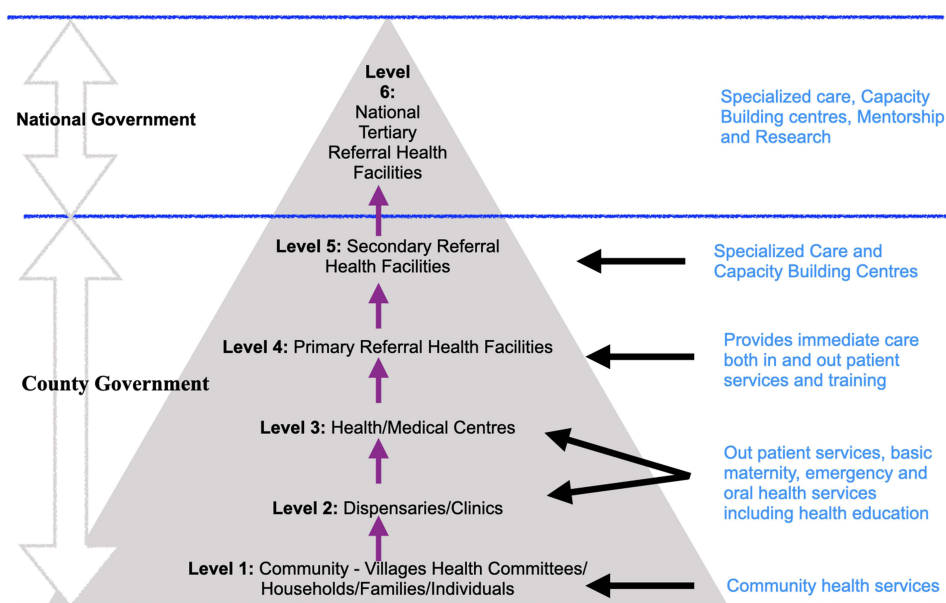 Level
6:
National
Tertiary
Referral Health
Facilities
National Government
Specialized care, Capacity
Building centres, Mentorship
and Research
Level 5: Secondary Referral
Health Facilities
Specialized Care and
Capacity Building Centres
Level 4: Primary Referral Health Facilities
Provides immediate care
both in and out patient
services and training
County Government
Level 3: Health/Medical Centres
Out patient services, basic
maternity, emergency and
oral health services
including health education
Level 2: Dispensaries/Clinics
Level 1: Community - Villages Health Committees/
Households/Families/Individuals
Community health services